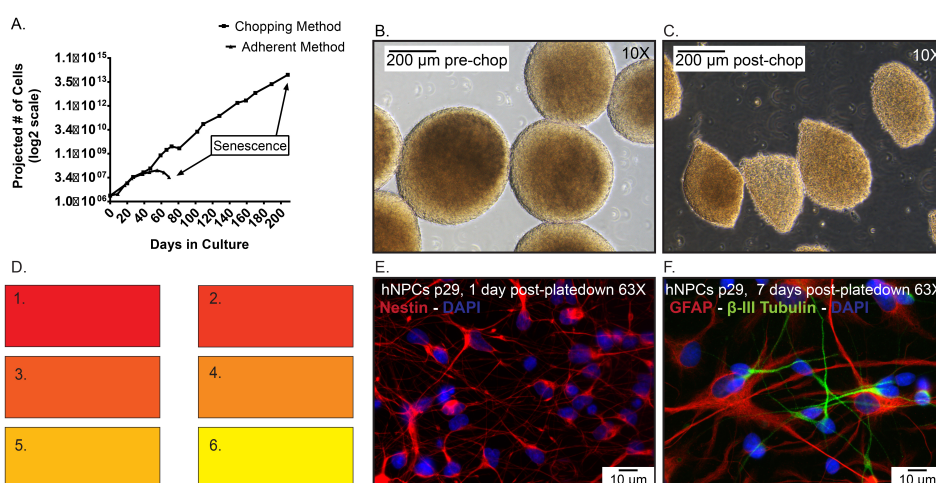 A.
Chopping Method
Adherent Method
Projected # of Cells
(log2 scale)
1.1▯10¹⁵
3.5▯10¹³
1.1▯10¹²
3.4▯10¹⁰
1.1▯10⁰⁹
3.4▯10⁰⁷
1.0▯10⁰⁶
Senescence
0 20 40 60 80 100 120 140 160 180 200
Days in Culture
B.
200 µm pre-chop
10X
C.
200 µm post-chop
10X
D.
1.
2.
3.
4.
5.
6.
E.
hNPCs p29, 1 day post-platedown 63X
Nestin - DAPI
10 µm
F.
hNPCs p29, 7 days post-platedown 63X
GFAP - β-III Tubulin - DAPI
10 µm